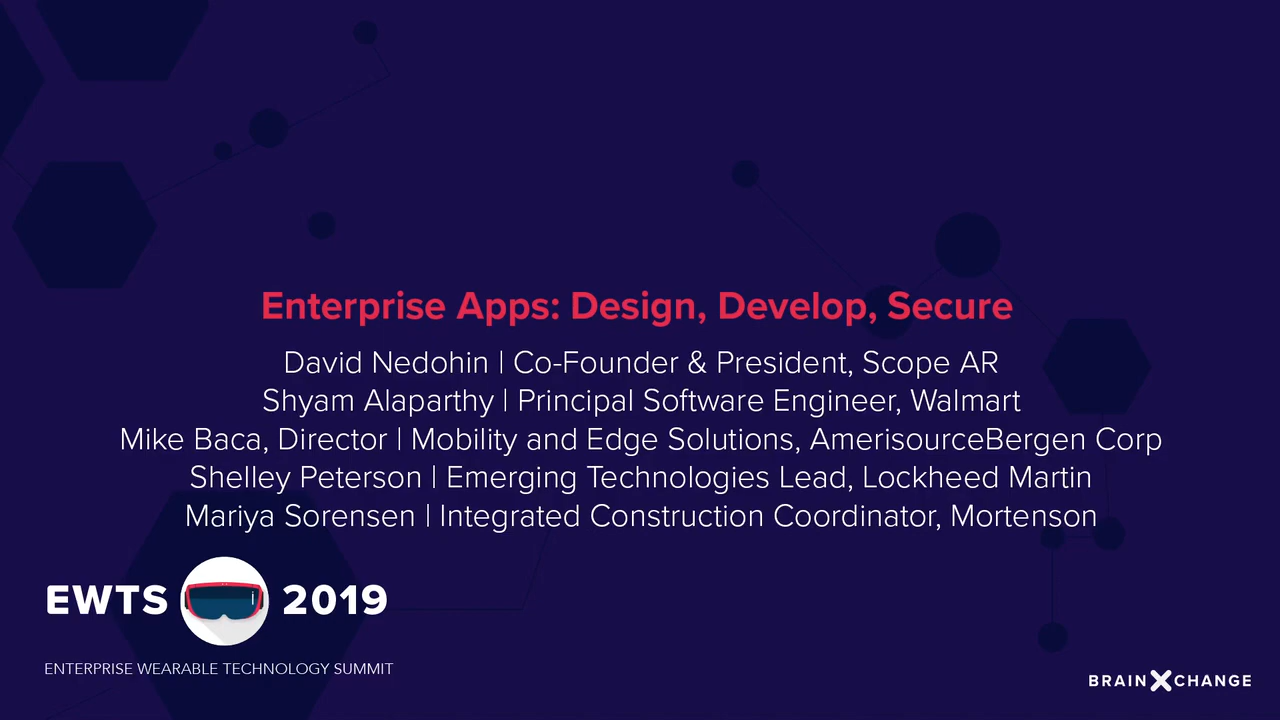 Enterprise Apps: Design, Develop, Secure
David Nedohin | Co-Founder & President, Scope AR
Shyam Alaparthy | Principal Software Engineer, Walmart
Mike Baca, Director | Mobility and Edge Solutions, AmerisourceBergen Corp
Shelley Peterson | Emerging Technologies Lead, Lockheed Martin
Mariya Sorensen | Integrated Construction Coordinator, Mortenson
EWTS 2019
ENTERPRISE WEARABLE TECHNOLOGY SUMMIT
BRAINXCHANGE